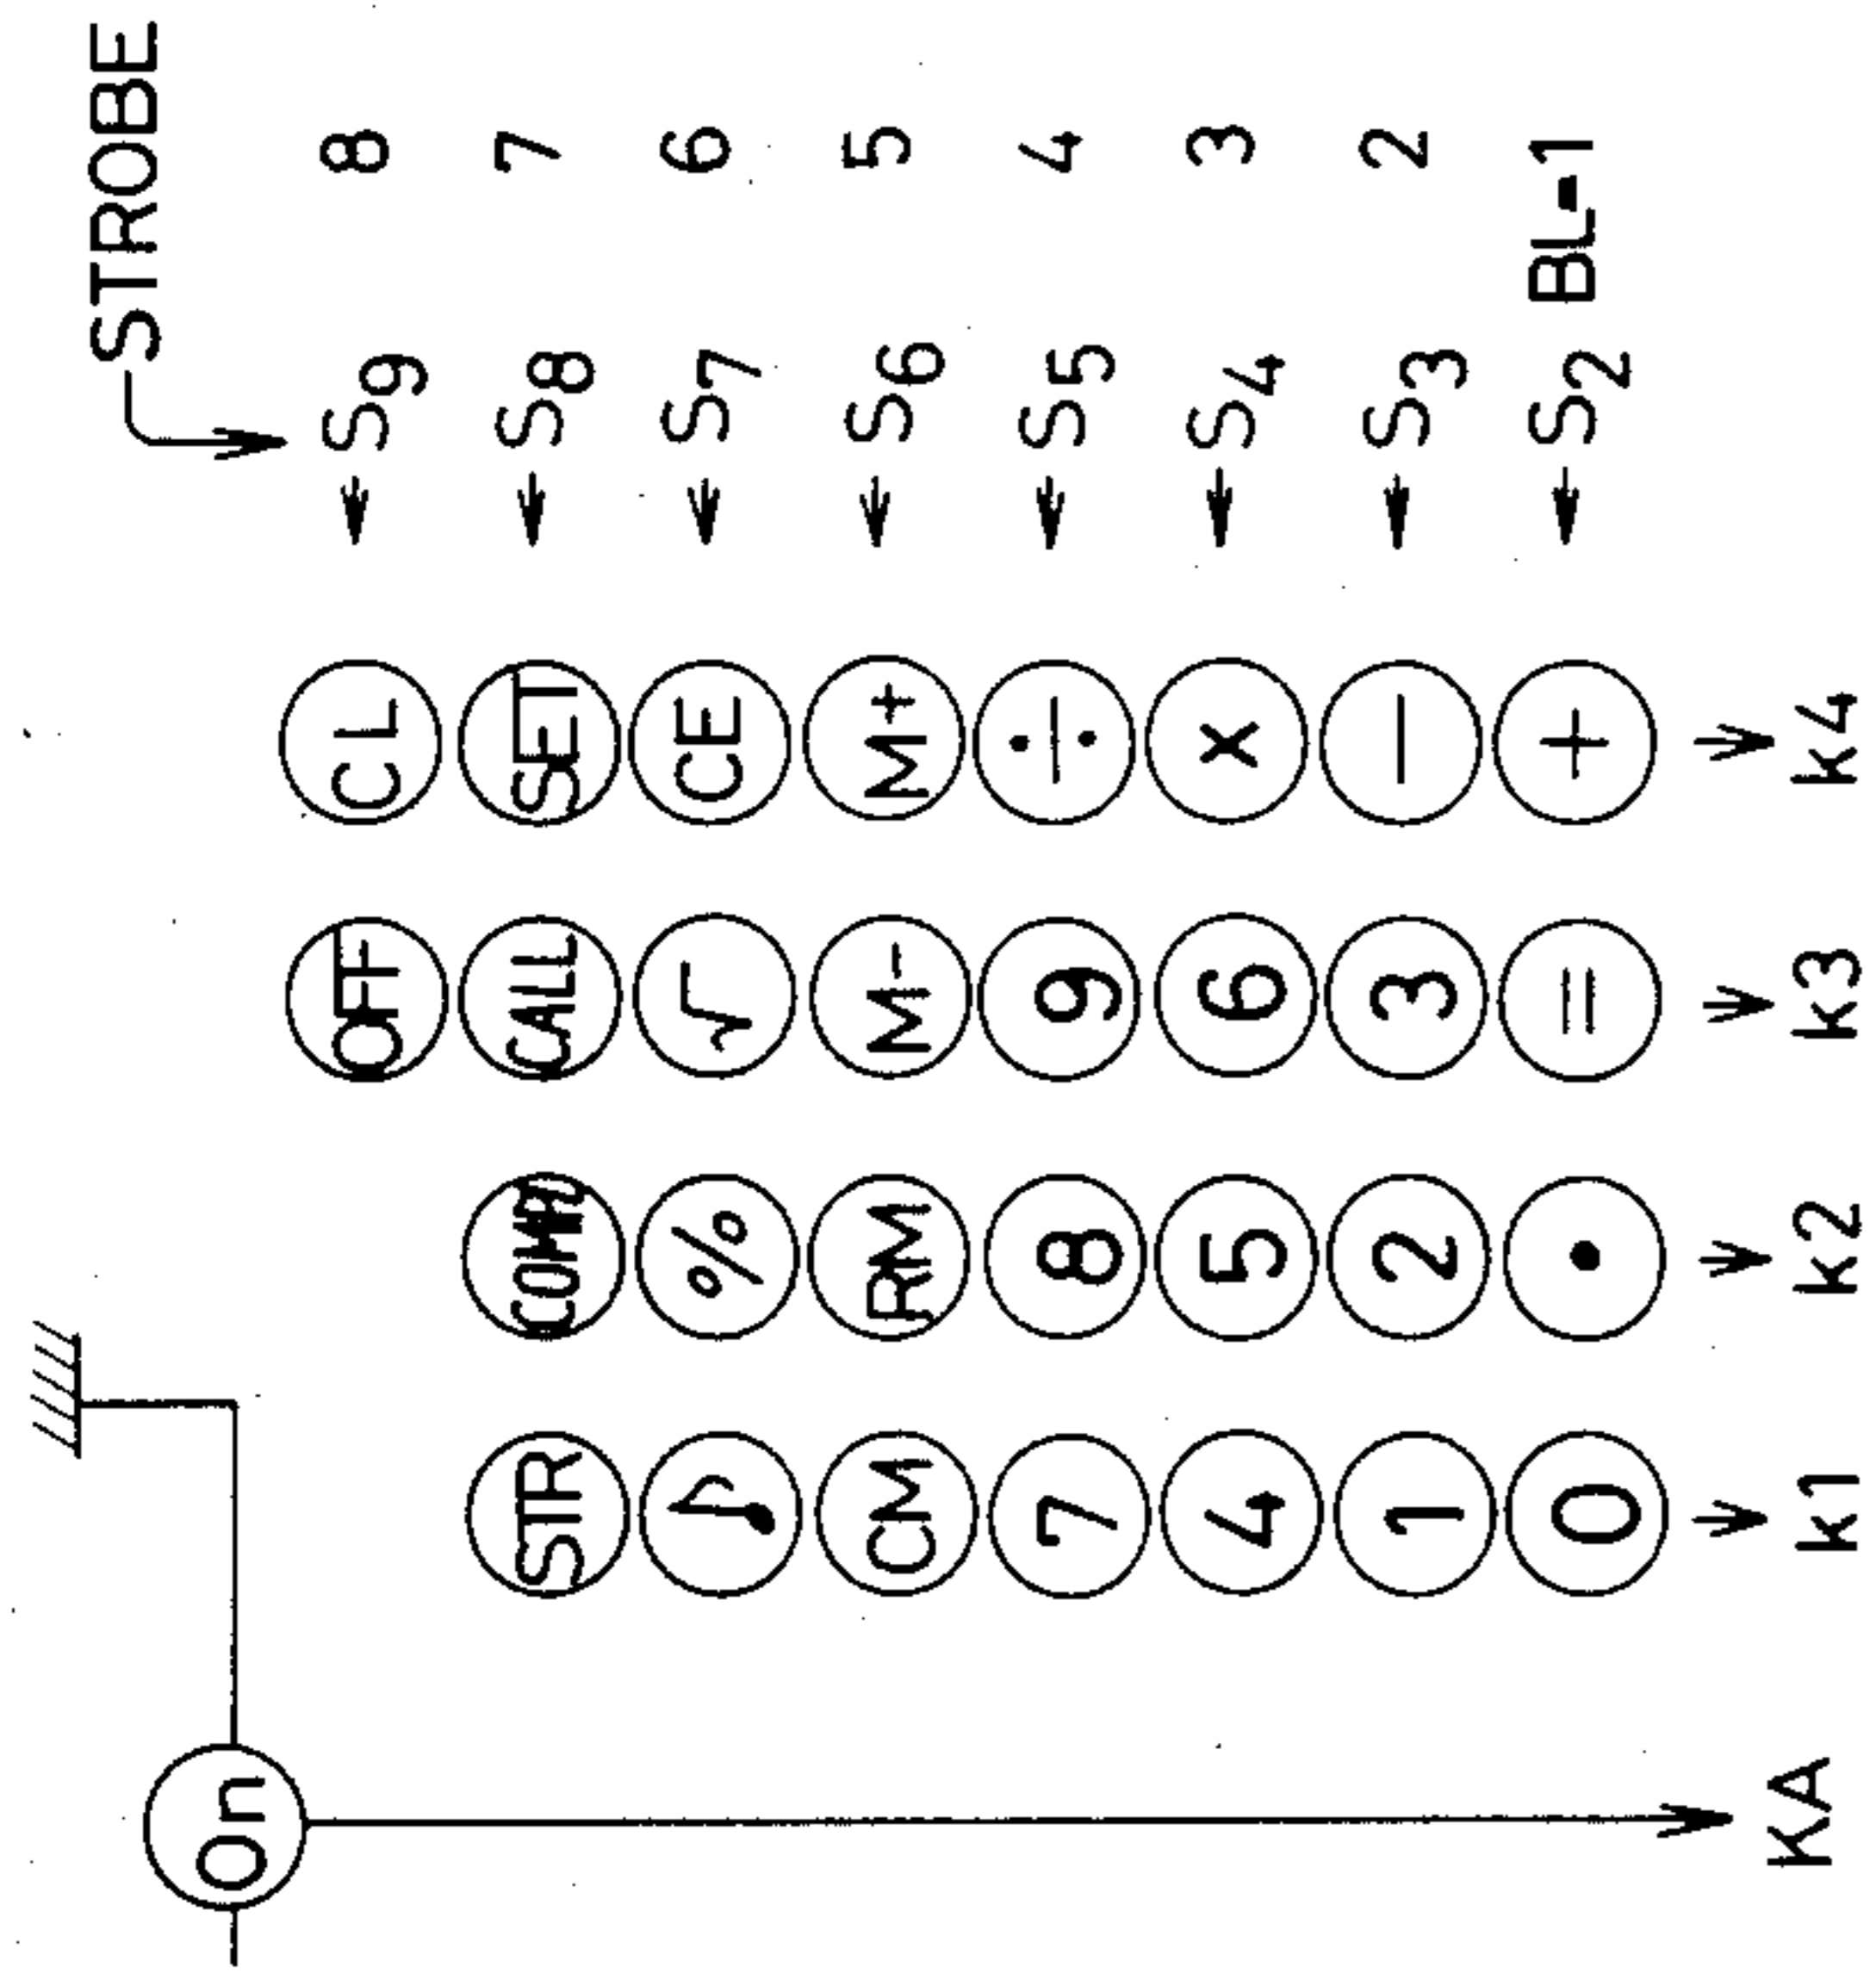 STROBE
On
OFF CL S9 8
STR COMP CALL SET S8 7
♪ % √ CE S7 6
CM RM M- M+ S6 5
7 8 9 ÷ S5 4
4 5 6 × S4 3
1 2 3 − S3 2
0 • = + S2 BL-1
KA K1 K2 K3 K4